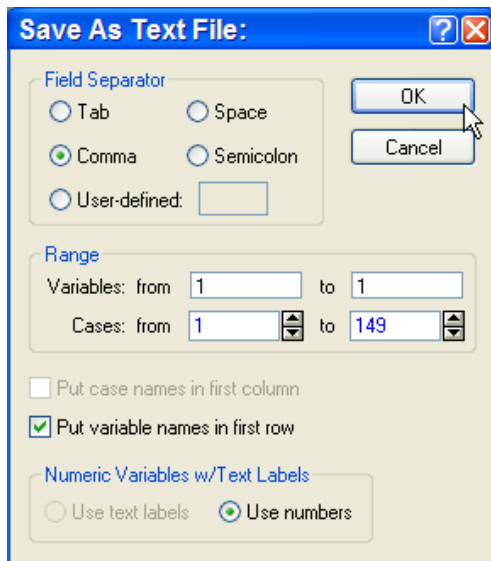 Save As Text File:
Field Separator
Tab Space
Comma Semicolon
User-defined:
OK
Cancel
Range
Variables: from 1 to 1
Cases: from 1 to 149
Put case names in first column
Put variable names in first row
Numeric Variables w/Text Labels
Use text labels Use numbers